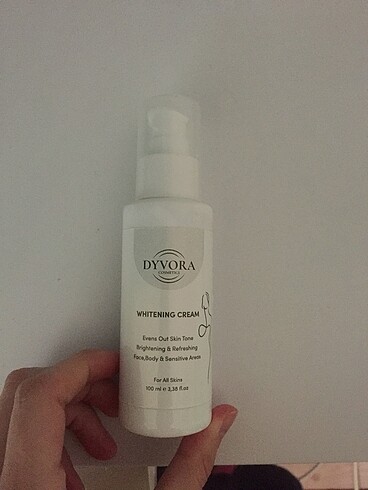 DYVORA
COSMETICS
WHITENING CREAM
Evens Out Skin Tone
Brightening & Refreshing
Face,Body & Sensitive Areas
For All Skins
100 ml e 3,38 fl.oz